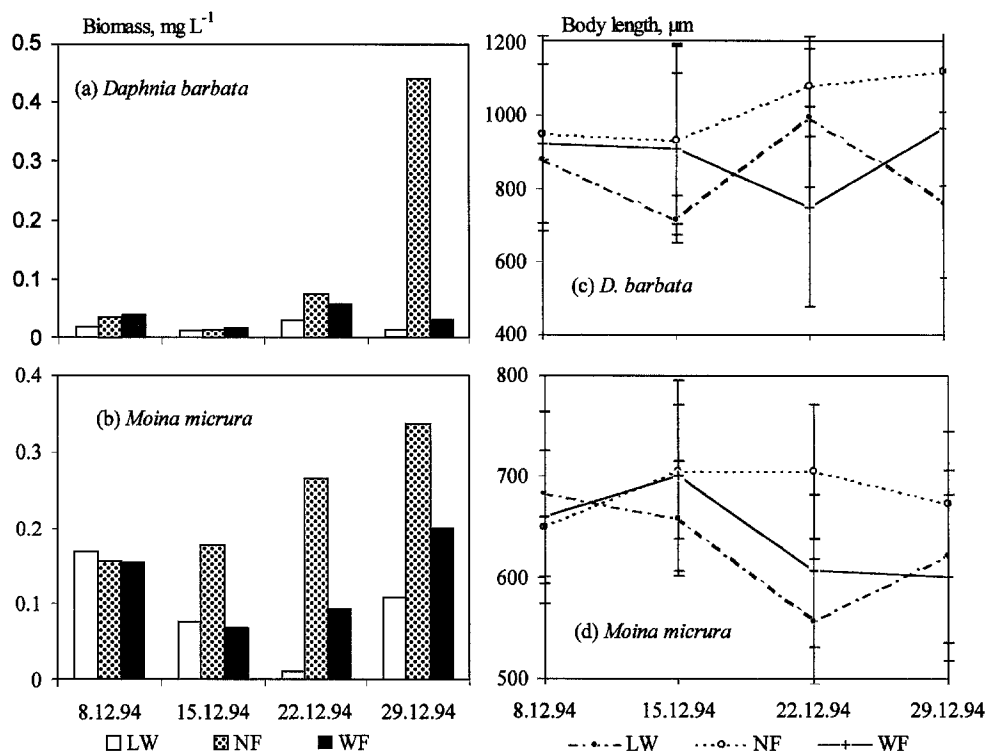 Biomass, mg L⁻¹
0.5
0.4
0.3
0.2
0.1
0
(a) Daphnia barbata
0.4
0.3
0.2
0.1
0
(b) Moina micrura
8.12.94 15.12.94 22.12.94 29.12.94
LW NF WF
Body length, µm
1200
1000
800
600
400
(c) D. barbata
800
700
600
500
(d) Moina micrura
8.12.94 15.12.94 22.12.94 29.12.94
LW NF WF